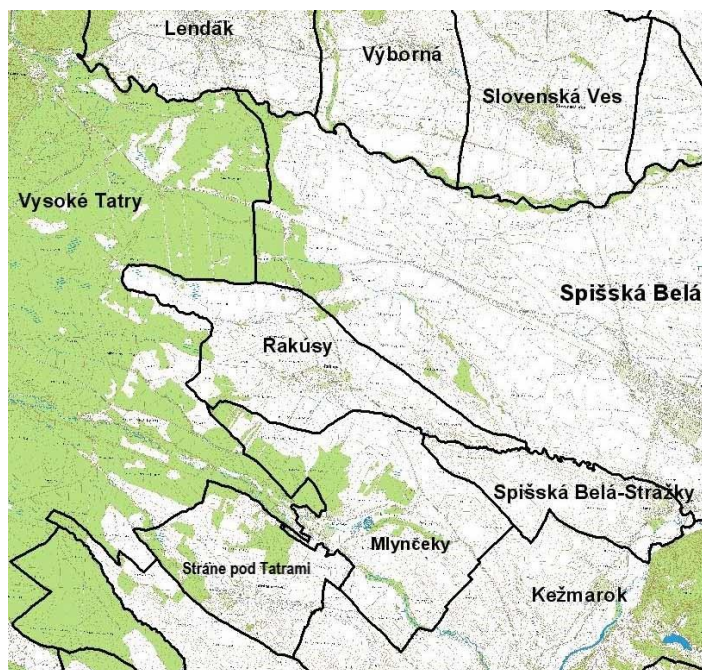 Lendák
Výborná
Slovenská Ves
Vysoké Tatry
Spišská Belá
Rakúsy
Spišská Belá-Strážky
Mlynčeky
Stráne pod Tatrami
Kežmarok